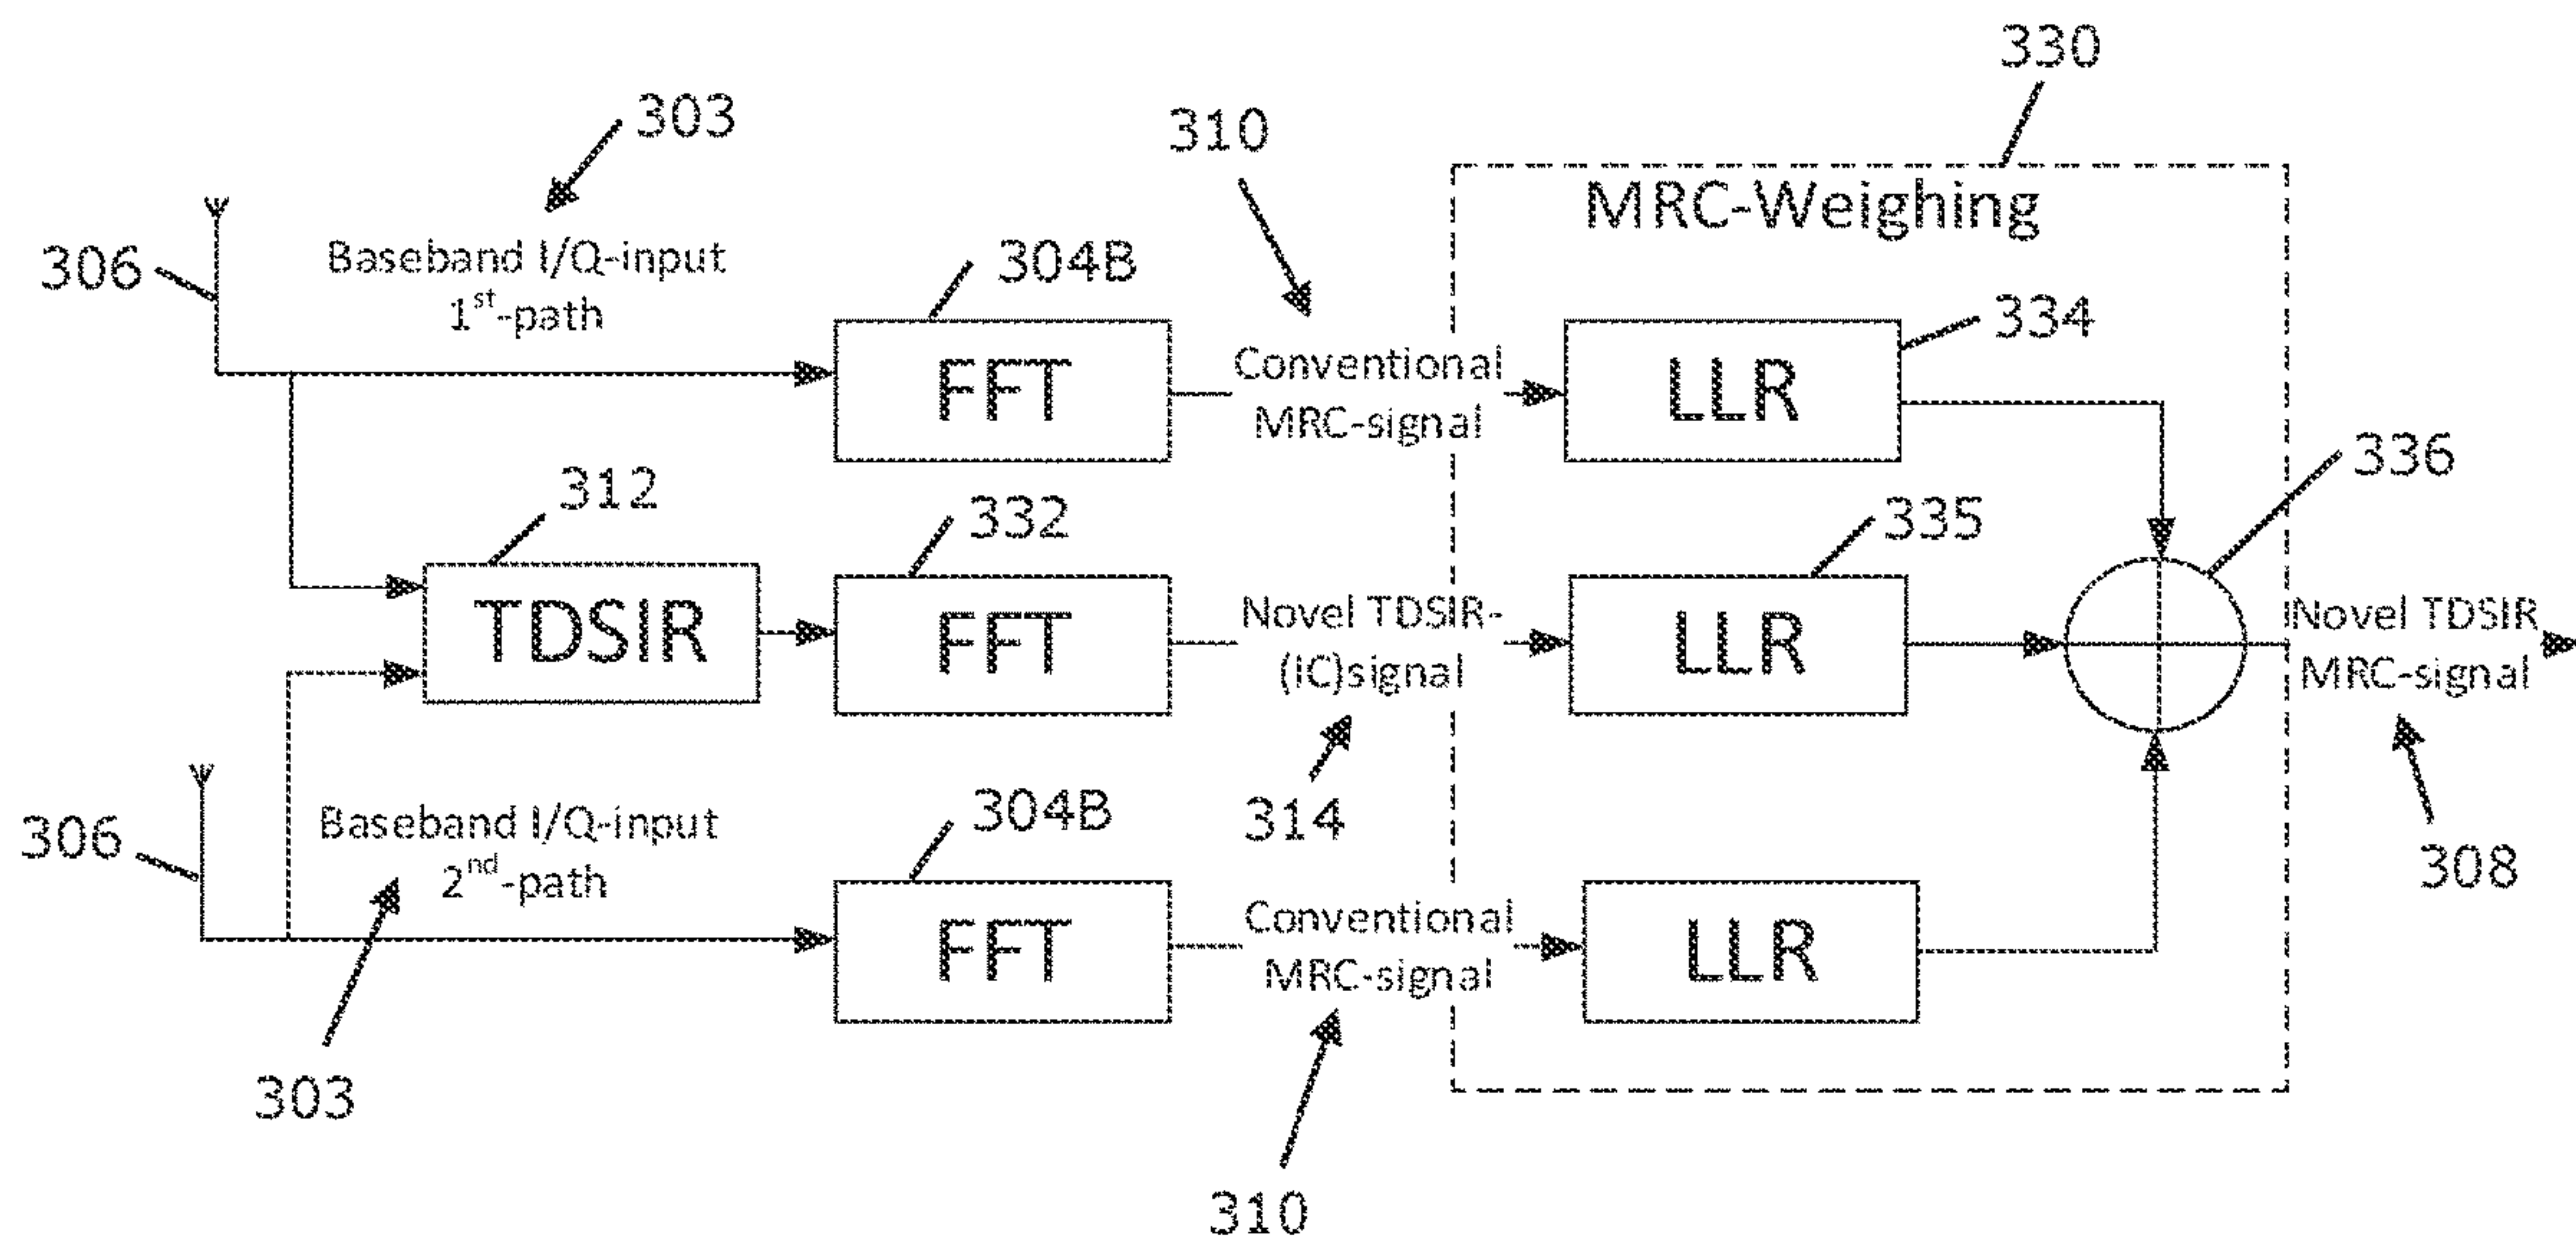 330
303
310
MRC-Weighing
306
Baseband I/Q-input
1st-path
304B
334
Conventional
MRC-signal
FFT
LLR
336
312
332
335
TDSIR
FFT
Novel TDSIR-
(IC)signal
LLR
Novel TDSIR
MRC-signal
314
306
Baseband I/Q-input
2nd-path
304B
308
Conventional
MRC-signal
FFT
LLR
303
310